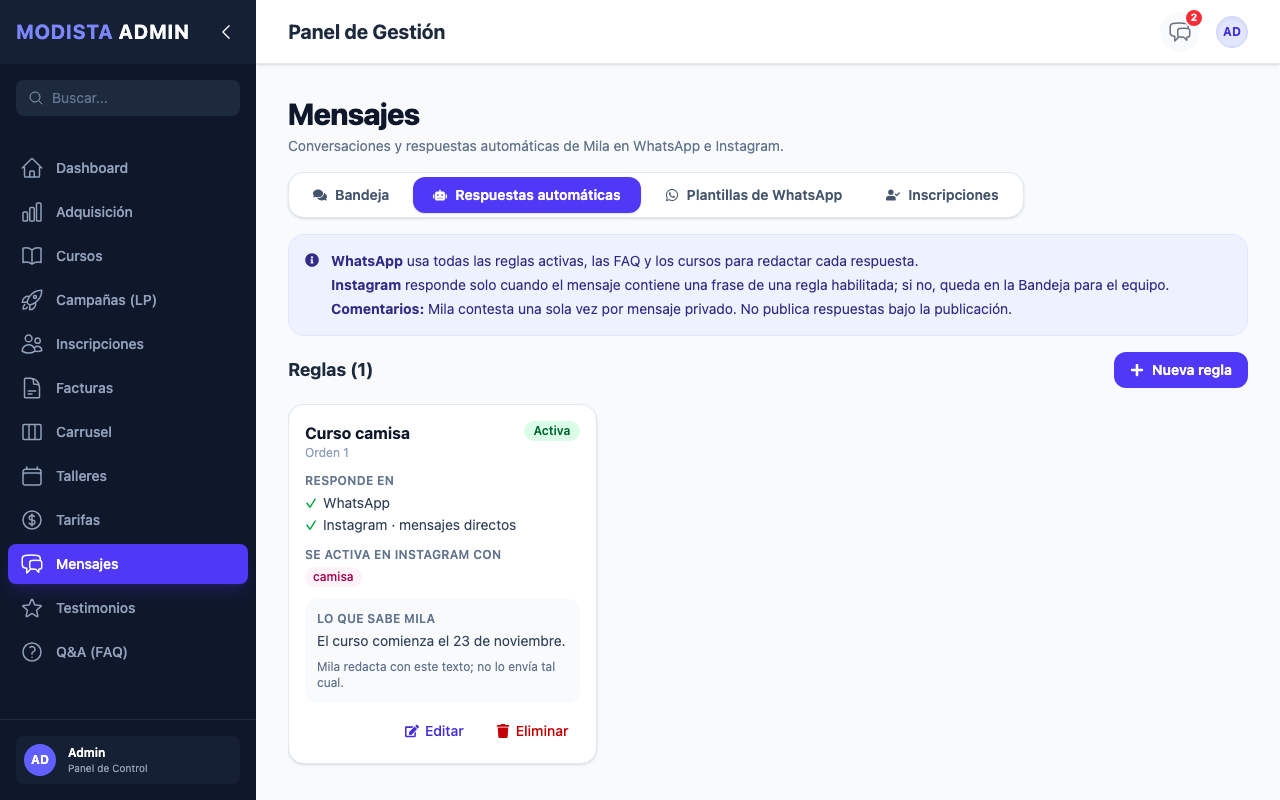 MODISTA ADMIN
Buscar...
Dashboard
Adquisición
Cursos
Campañas (LP)
Inscripciones
Facturas
Carrusel
Talleres
Tarifas
Mensajes
Testimonios
Q&A (FAQ)
AD
Admin
Panel de Control
Panel de Gestión
2
AD
Mensajes
Conversaciones y respuestas automáticas de Mila en WhatsApp e Instagram.
Bandeja
Respuestas automáticas
Plantillas de WhatsApp
Inscripciones
WhatsApp usa todas las reglas activas, las FAQ y los cursos para redactar cada respuesta.
Instagram responde solo cuando el mensaje contiene una frase de una regla habilitada; si no, queda en la Bandeja para el equipo.
Comentarios: Mila contesta una sola vez por mensaje privado. No publica respuestas bajo la publicación.
Reglas (1)
Nueva regla
Curso camisa
Activa
Orden 1
RESPONDE EN
WhatsApp
Instagram · mensajes directos
SE ACTIVA EN INSTAGRAM CON
camisa
LO QUE SABE MILA
El curso comienza el 23 de noviembre.
Mila redacta con este texto; no lo envía tal
cual.
Editar
Eliminar